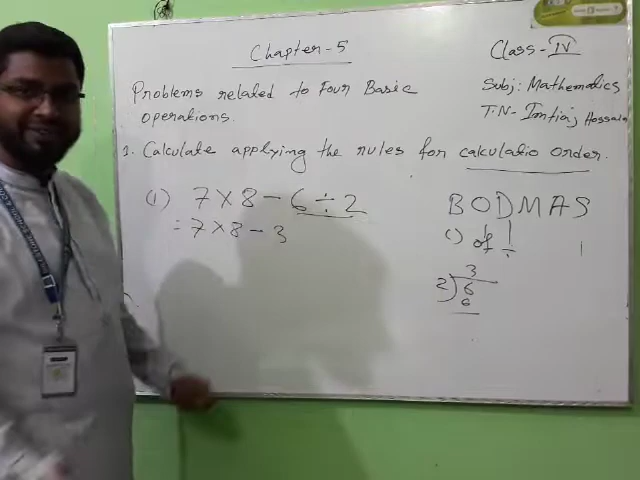 Chapter-5
Class-IV
Subj: Mathematics
T.N- Imtiaj Hossain
Problems related to Four Basic
operations.
1. Calculate applying the rules for calculatio order.
(1) 7×8-6÷2
=7×8-3
BODMAS
() of ÷
3
2)6
6